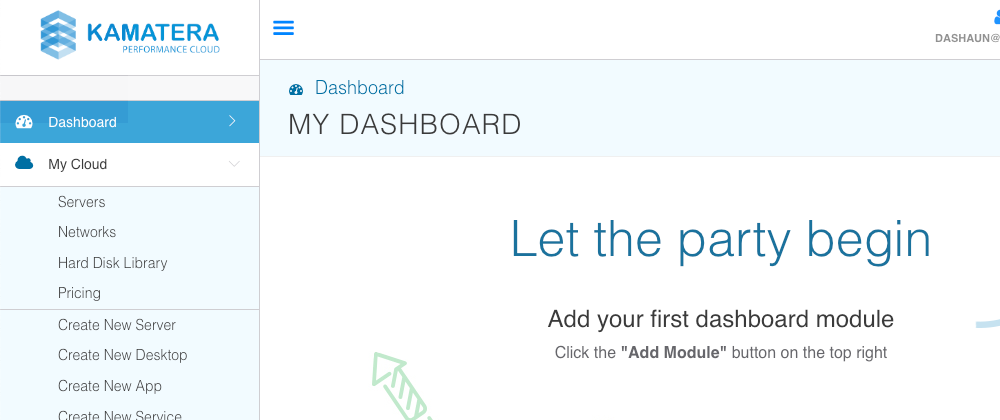 KAMATERA
PERFORMANCE CLOUD
DASHAUN@
Dashboard
My Cloud
Servers
Networks
Hard Disk Library
Pricing
Create New Server
Create New Desktop
Create New App
Create New Service
Dashboard
MY DASHBOARD
Let the party begin
Add your first dashboard module
Click the "Add Module" button on the top right